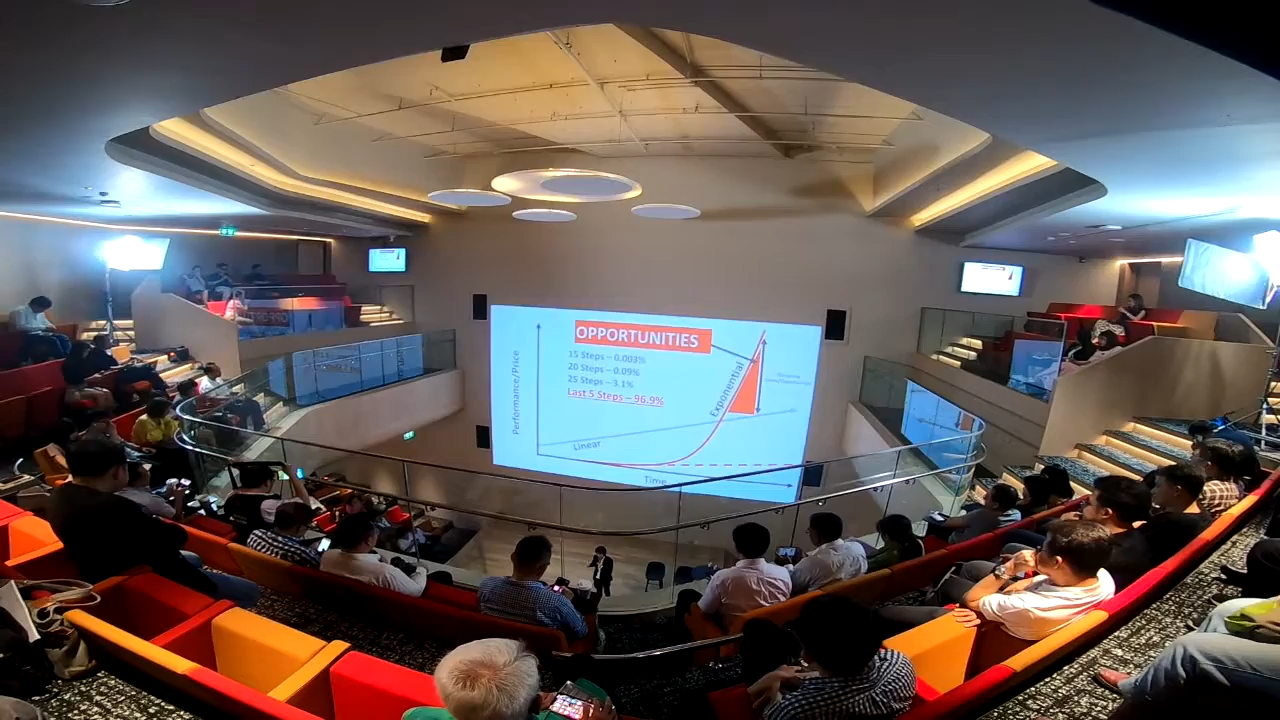 OPPORTUNITIES
15 Steps – 0.003%
20 Steps – 0.09%
25 Steps – 3.1%
Last 5 Steps – 96.9%
Performance/Price
Exponential
Linear
Time